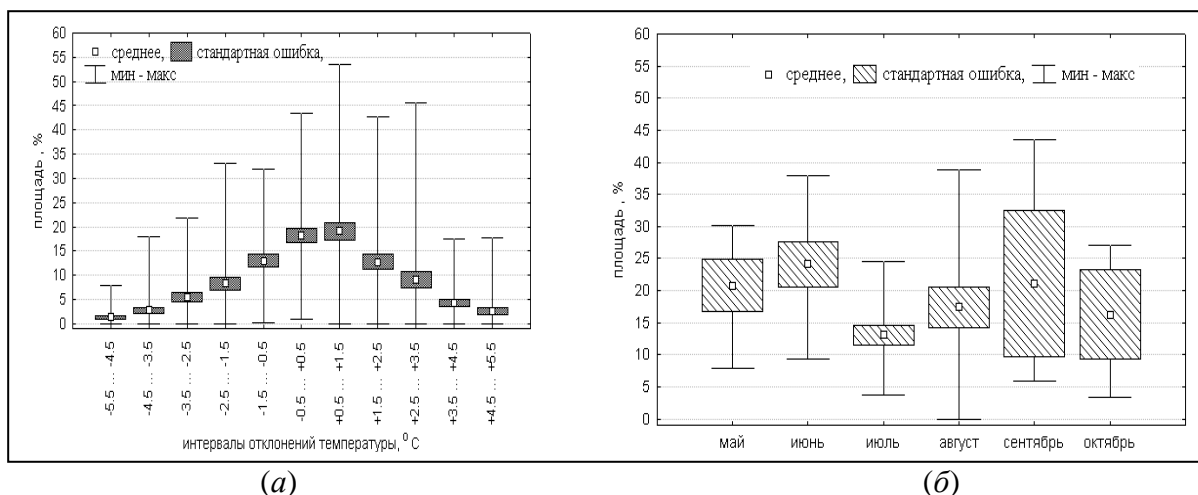 60
55
50
45
40
35
30
25
20
15
10
5
0
площадь , %
среднее, стандартная ошибка,
мин - макс
-5.5 ... -4.5
-4.5 ... -3.5
-3.5 ... -2.5
-2.5 ... -1.5
-1.5 ... -0.5
-0.5 ... +0.5
+0.5 ... +1.5
+1.5 ... +2.5
+2.5 ... +3.5
+3.5 ... +4.5
+4.5 ... +5.5
интервалы отклонений температуры, ⁰ С
(а)
60
55
50
45
40
35
30
25
20
15
10
5
0
площадь , %
среднее, стандартная ошибка, мин - макс
май июнь июль август сентябрь октябрь
(б)